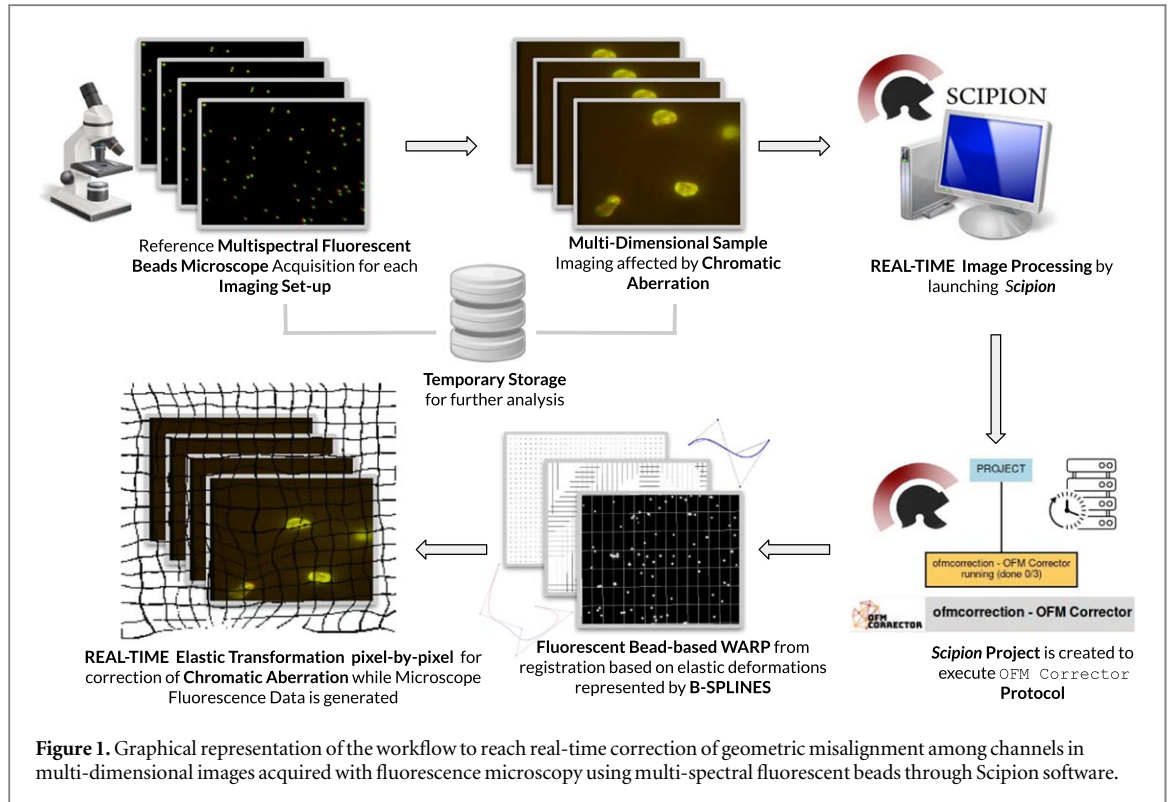 SCIPION
Reference Multispectral Fluorescent
Beads Microscope Acquisition for each
Imaging Set-up
Multi-Dimensional Sample
Imaging affected by Chromatic
Aberration
REAL-TIME Image Processing by
launching Scipion
Temporary Storage
for further analysis
PROJECT
ofmcorrection - OFM Corrector
running (done 0/3)
OFM
CORRECTOR
ofmcorrection - OFM Corrector
Scipion Project is created to
execute OFM Corrector
Protocol
Fluorescent Bead-based WARP from
registration based on elastic deformations
represented by B-SPLINES
REAL-TIME Elastic Transformation pixel-by-pixel for
correction of Chromatic Aberration while Microscope
Fluorescence Data is generated
Figure 1. Graphical representation of the workflow to reach real-time correction of geometric misalignment among channels in
multi-dimensional images acquired with fluorescence microscopy using multi-spectral fluorescent beads through Scipion software.